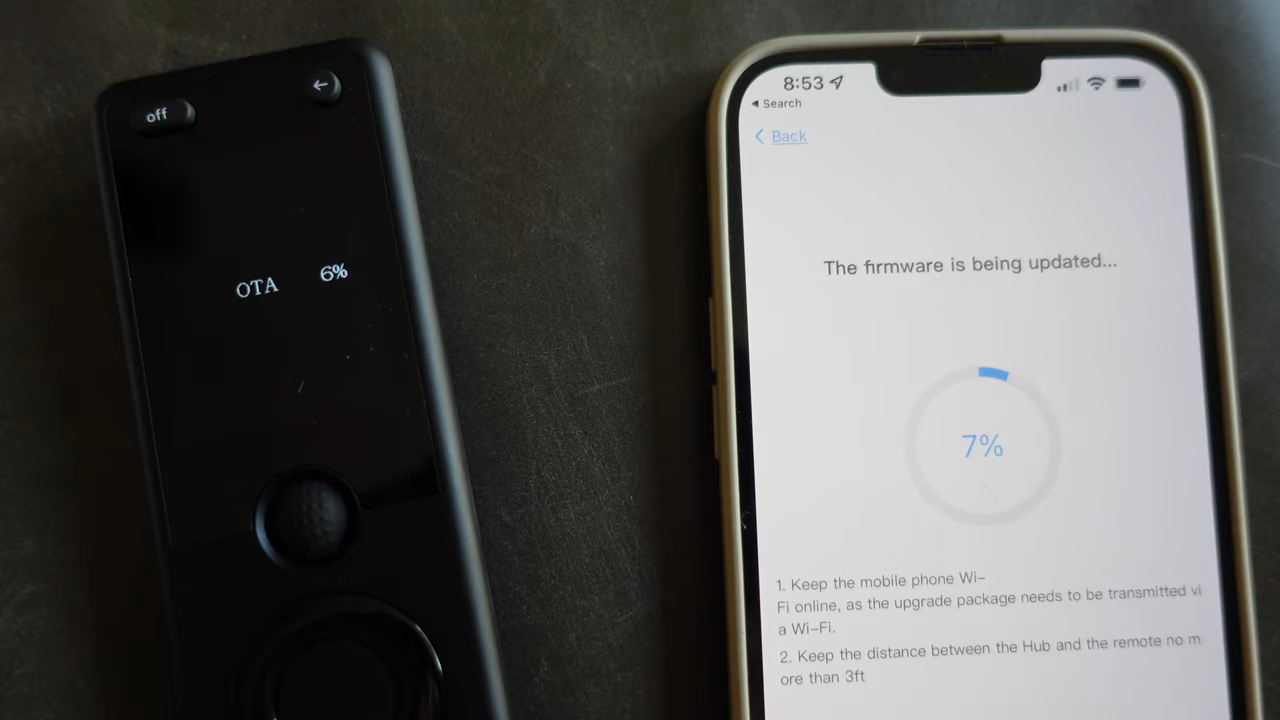 off
←
OTA 6%
8:53
◀ Search
< Back
The firmware is being updated...
7%
1. Keep the mobile phone Wi-
Fi online, as the upgrade package needs to be transmitted vi
a Wi-Fi.
2. Keep the distance between the Hub and the remote no m
ore than 3ft